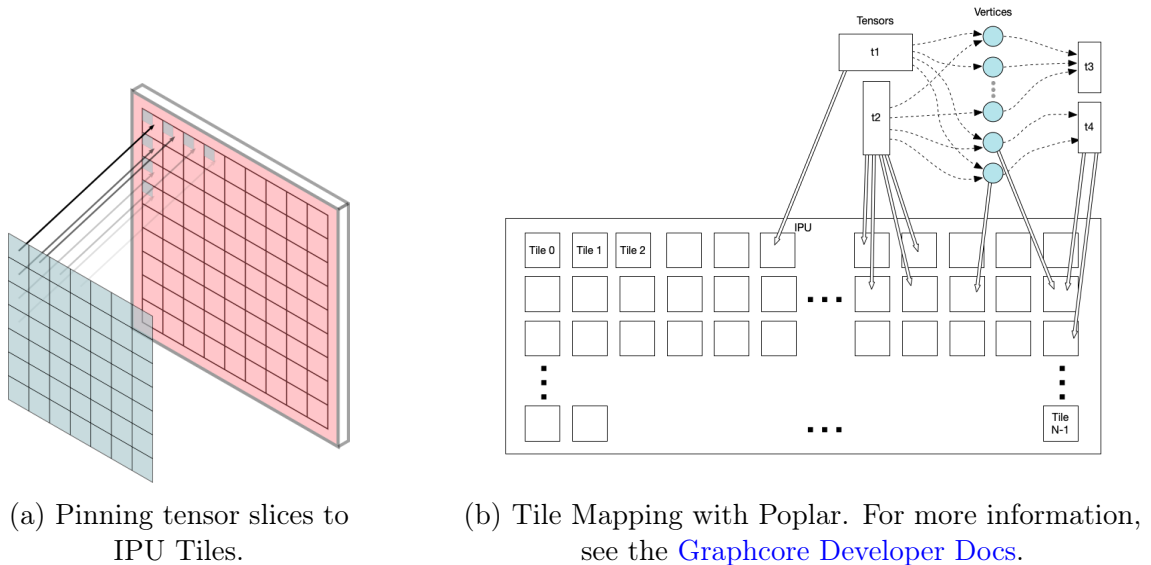 Tensors
Vertices
t1
t2
t3
t4
IPU
Tile 0
Tile 1
Tile 2
Tile
N-1
(a) Pinning tensor slices to
IPU Tiles.
(b) Tile Mapping with Poplar. For more information,
see the Graphcore Developer Docs.